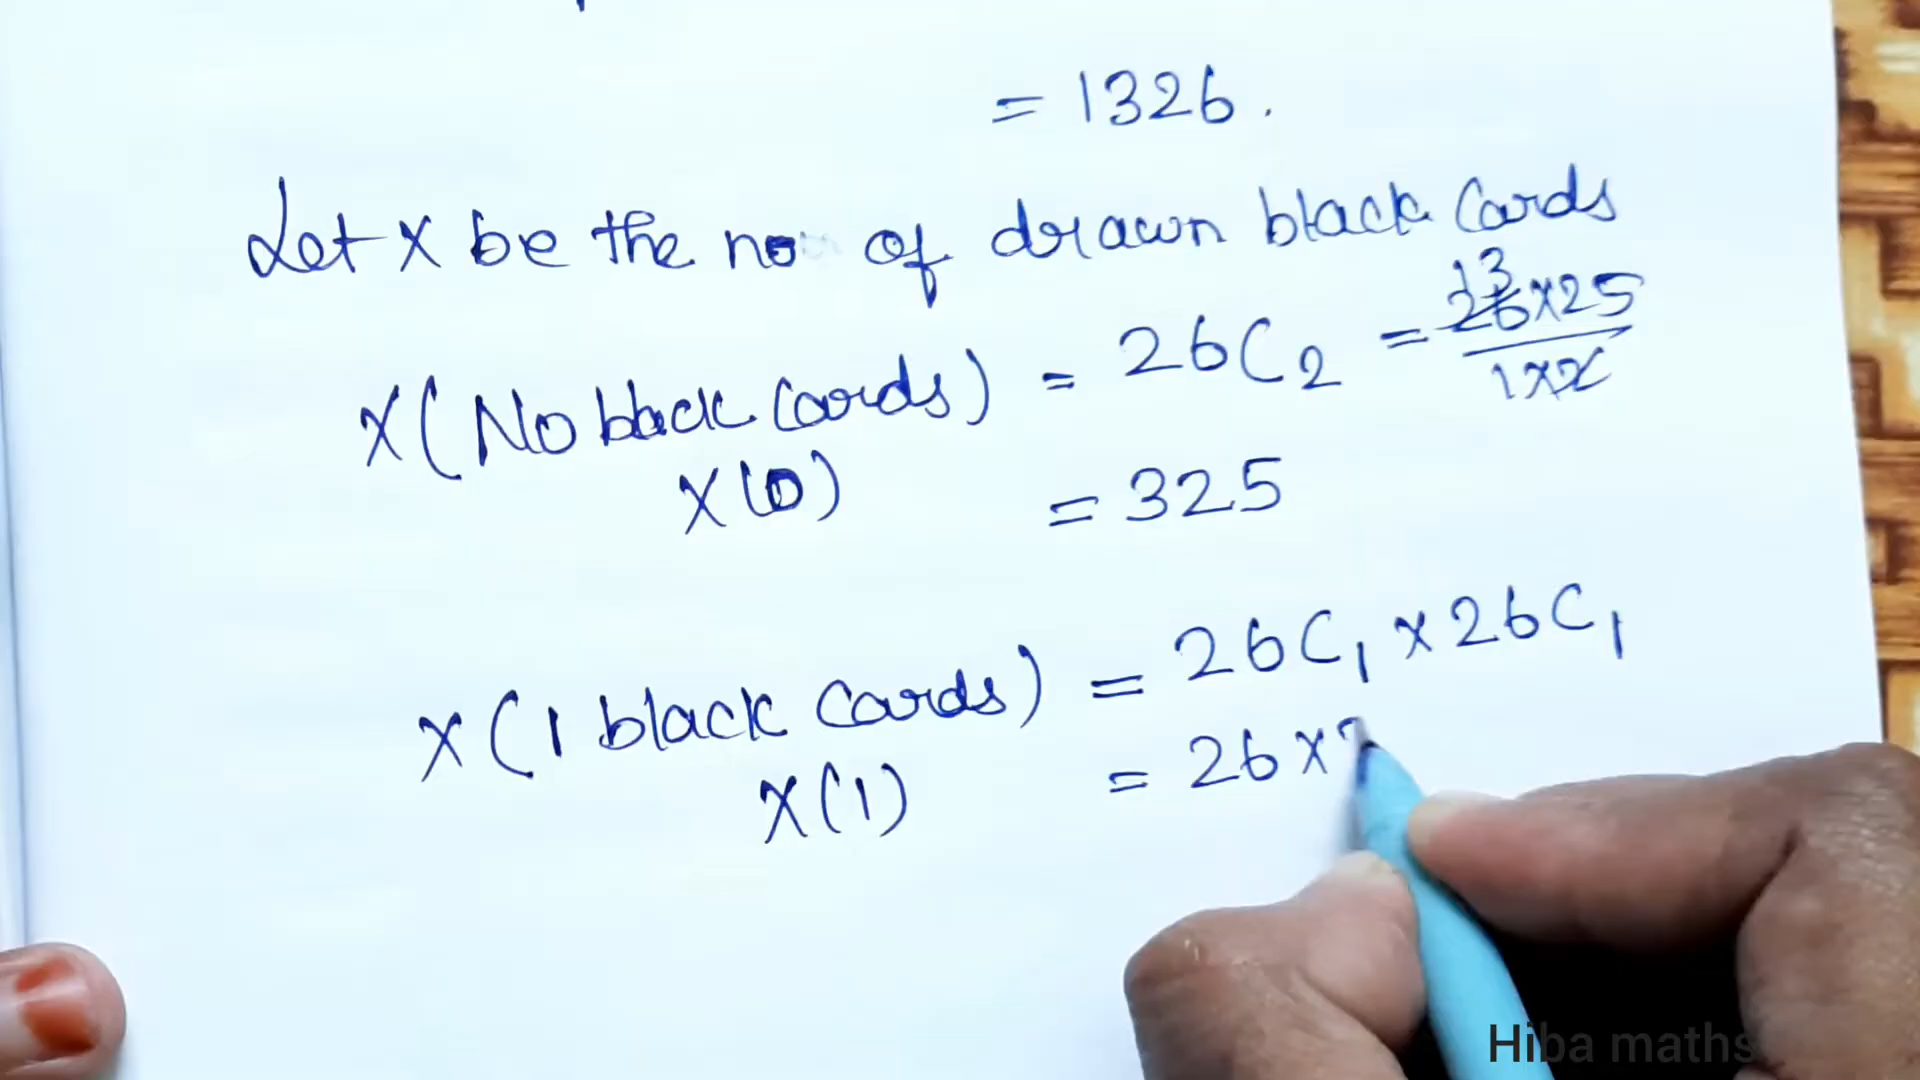 = 1326.
Let X be the no of drawn black Cards
X(No black Cards) = 26C2 = 26x25
13
1x2
X(0) = 325
X(1 black Cards) = 26C1 x 26C1
X(1) = 26 x
Hiba maths